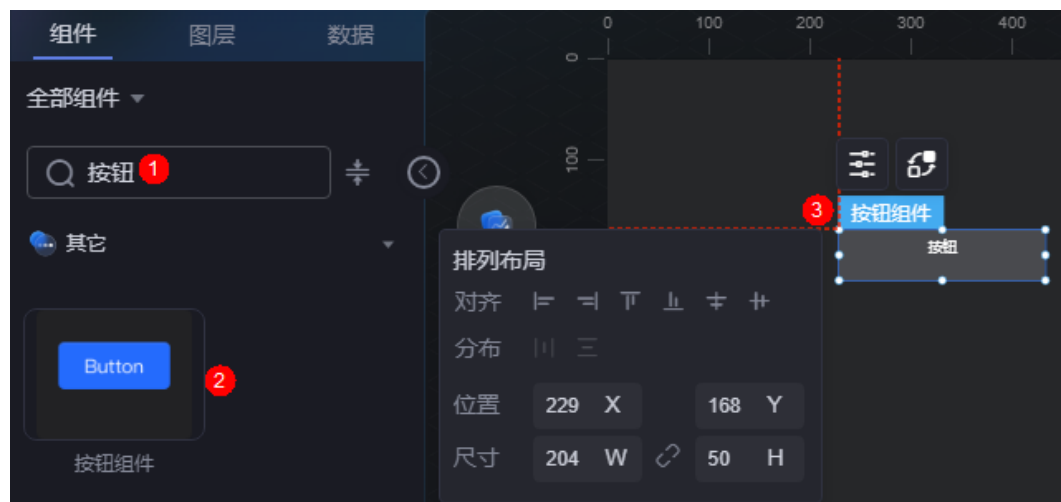 组件 图层 数据
全部组件
按钮 1
其它
Button
2
按钮组件
0 100 200 300 400
0
100
3 按钮组件
按钮
排列布局
对齐
分布
位置 229 X 168 Y
尺寸 204 W 50 H